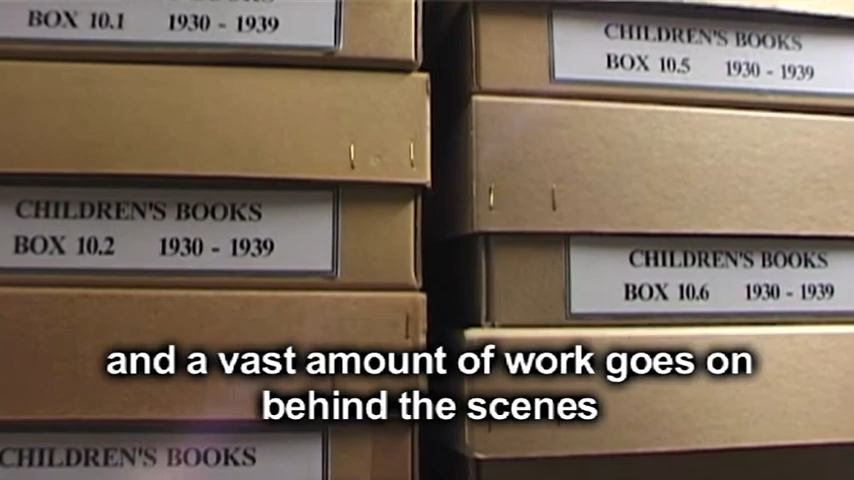 BOX 10.1 1930 - 1939
CHILDREN'S BOOKS
BOX 10.2 1930 - 1939
CHILDREN'S BOOKS
CHILDREN'S BOOKS
BOX 10.5 1930 - 1939
CHILDREN'S BOOKS
BOX 10.6 1930 - 1939
and a vast amount of work goes on
behind the scenes